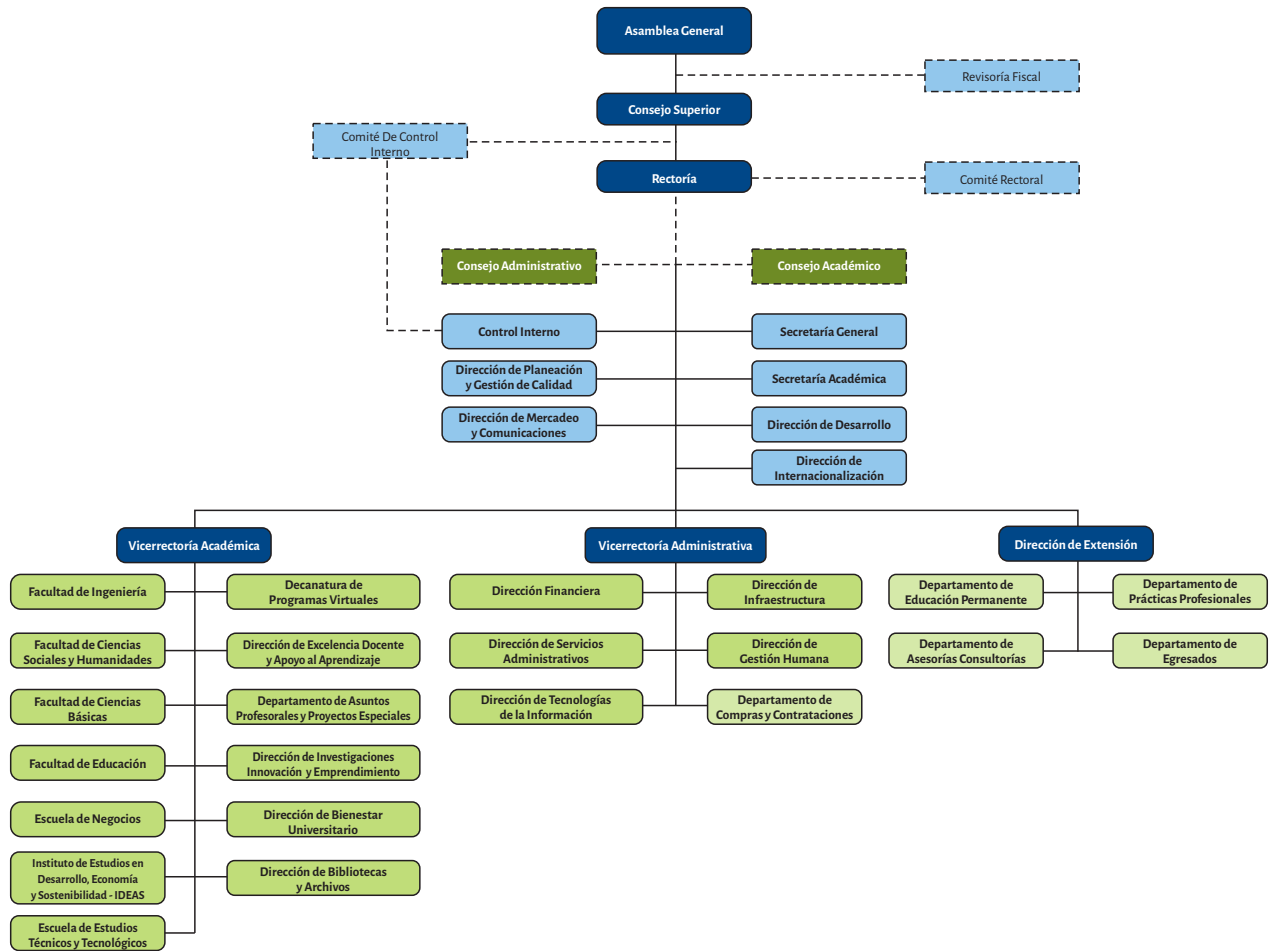 Asamblea General
Revisoría Fiscal
Consejo Superior
Comité De Control
Interno
Rectoría
Comité Rectoral
Consejo Administrativo
Consejo Académico
Control Interno
Secretaría General
Dirección de Planeación
y Gestión de Calidad
Secretaría Académica
Dirección de Mercadeo
y Comunicaciones
Dirección de Desarrollo
Dirección de
Internacionalización
Vicerrectoría Académica
Vicerrectoría Administrativa
Dirección de Extensión
Facultad de Ingeniería
Decanatura de
Programas Virtuales
Facultad de Ciencias
Sociales y Humanidades
Dirección de Excelencia Docente
y Apoyo al Aprendizaje
Facultad de Ciencias
Básicas
Departamento de Asuntos
Profesorales y Proyectos Especiales
Facultad de Educación
Dirección de Investigaciones
Innovación y Emprendimiento
Escuela de Negocios
Dirección de Bienestar
Universitario
Instituto de Estudios en
Desarrollo, Economía
y Sostenibilidad - IDEAS
Dirección de Bibliotecas
y Archivos
Escuela de Estudios
Técnicos y Tecnológicos
Dirección Financiera
Dirección de
Infraestructura
Dirección de Servicios
Administrativos
Dirección de
Gestión Humana
Dirección de Tecnologías
de la Información
Departamento de
Compras y Contrataciones
Departamento de
Educación Permanente
Departamento de
Prácticas Profesionales
Departamento de
Asesorías Consultorías
Departamento de
Egresados